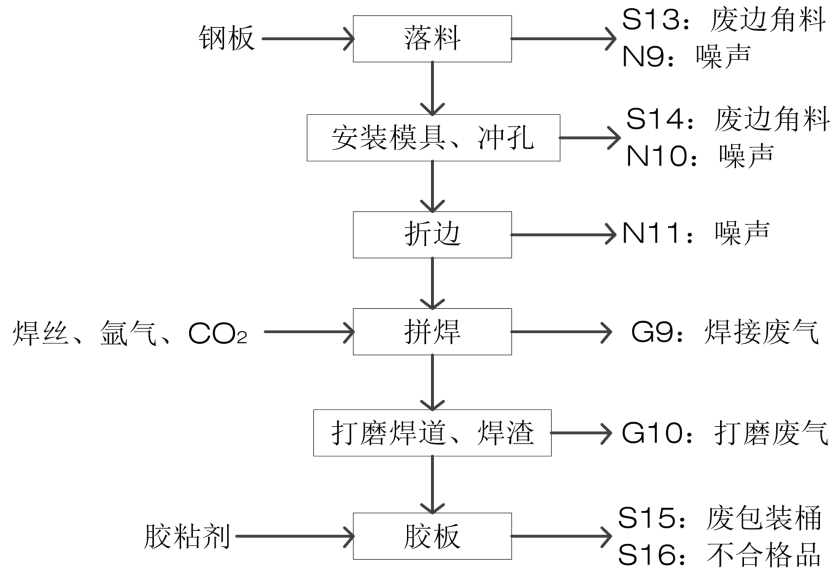 钢板
落料
S13：废边角料
N9：噪声
安装模具、冲孔
S14：废边角料
N10：噪声
折边
N11：噪声
焊丝、氩气、CO₂
拼焊
G9：焊接废气
打磨焊道、焊渣
G10：打磨废气
胶粘剂
胶板
S15：废包装桶
S16：不合格品